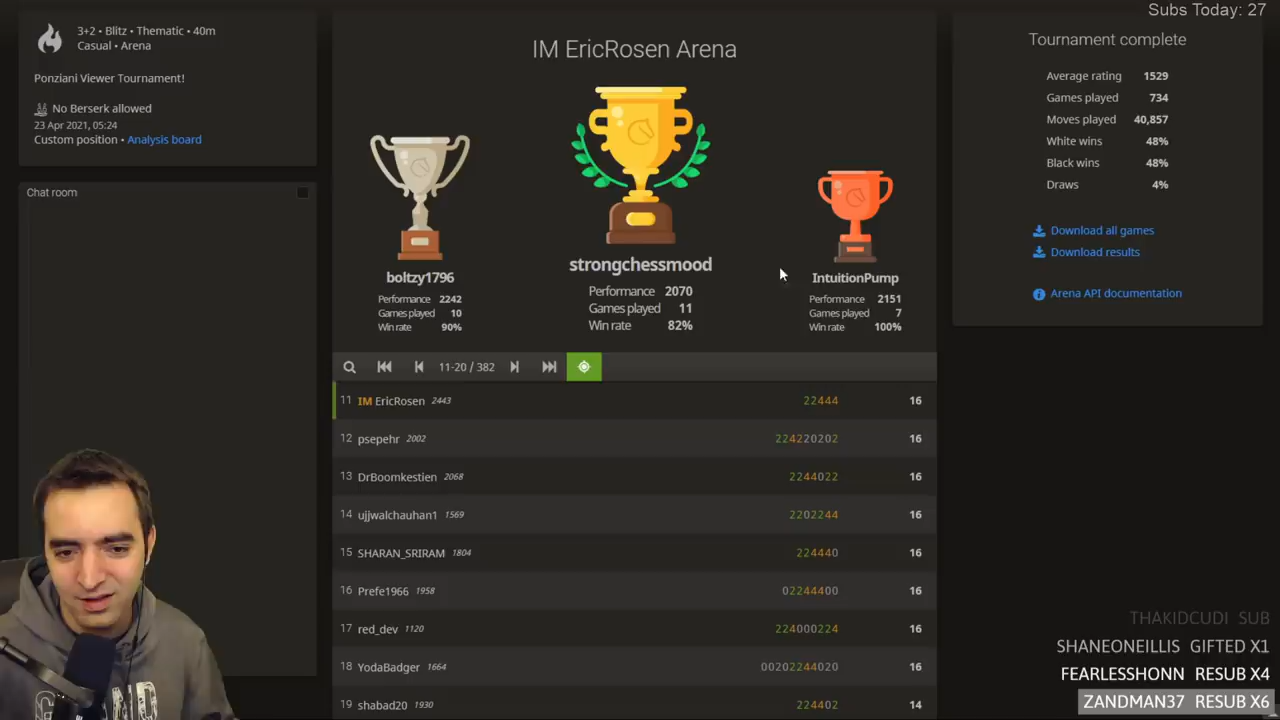 Subs Today: 27
3+2 • Blitz • Thematic • 40m
Casual • Arena
Ponziani Viewer Tournament!
No Berserk allowed
23 Apr 2021, 05:24
Custom position • Analysis board
Chat room
IM EricRosen Arena
boltzy1796
Performance 2242
Games played 10
Win rate 90%
strongchessmood
Performance 2070
Games played 11
Win rate 82%
IntuitionPump
Performance 2151
Games played 7
Win rate 100%
11-20 / 382
11 IM EricRosen 2443 22444 16
12 psepehr 2002 224220202 16
13 DrBoomkestien 2068 2244022 16
14 ujjwalchauhan1 1569 2202244 16
15 SHARAN_SRIRAM 1804 224440 16
16 Prefe1966 1958 02244400 16
17 red_dev 1120 224000224 16
18 YodaBadger 1664 00202244020 16
19 shabad20 1930 224402 14
Tournament complete
Average rating 1529
Games played 734
Moves played 40,857
White wins 48%
Black wins 48%
Draws 4%
Download all games
Download results
Arena API documentation
THAKIDCUDI SUB
SHANEONEILLIS GIFTED X1
FEARLESSHONN RESUB X4
ZANDMAN37 RESUB X6